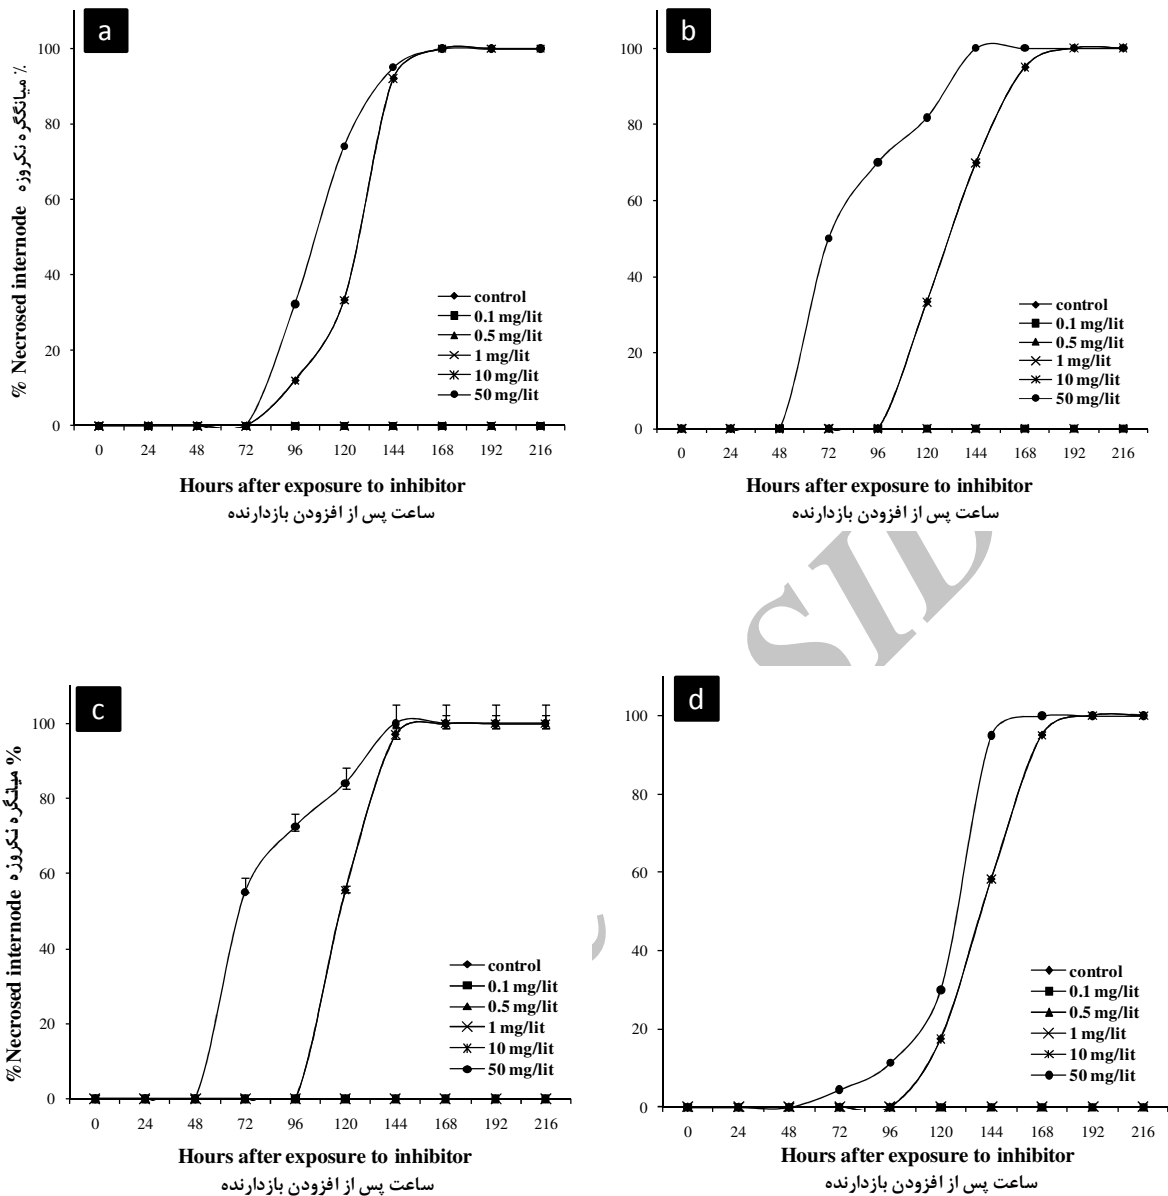 a
100
80
60
40
20
0
% Necrosed internode میانگگره نکروزه %
control
0.1 mg/lit
0.5 mg/lit
1 mg/lit
10 mg/lit
50 mg/lit
0 24 48 72 96 120 144 168 192 216
Hours after exposure to inhibitor
ساعت پس از افزودن بازدارنده
b
100
80
60
40
20
0
control
0.1 mg/lit
0.5 mg/lit
1 mg/lit
10 mg/lit
50 mg/lit
0 24 48 72 96 120 144 168 192 216
Hours after exposure to inhibitor
ساعت پس از افزودن بازدارنده
SID
c
100
80
60
40
20
0
%Necrosed internode میانگره نکروزه %
control
0.1 mg/lit
0.5 mg/lit
1 mg/lit
10 mg/lit
50 mg/lit
0 24 48 72 96 120 144 168 192 216
Hours after exposure to inhibitor
ساعت پس از افزودن بازدارنده
d
100
80
60
40
20
0
control
0.1 mg/lit
0.5 mg/lit
1 mg/lit
10 mg/lit
50 mg/lit
0 24 48 72 96 120 144 168 192 216
Hours after exposure to inhibitor
ساعت پس از افزودن بازدارنده